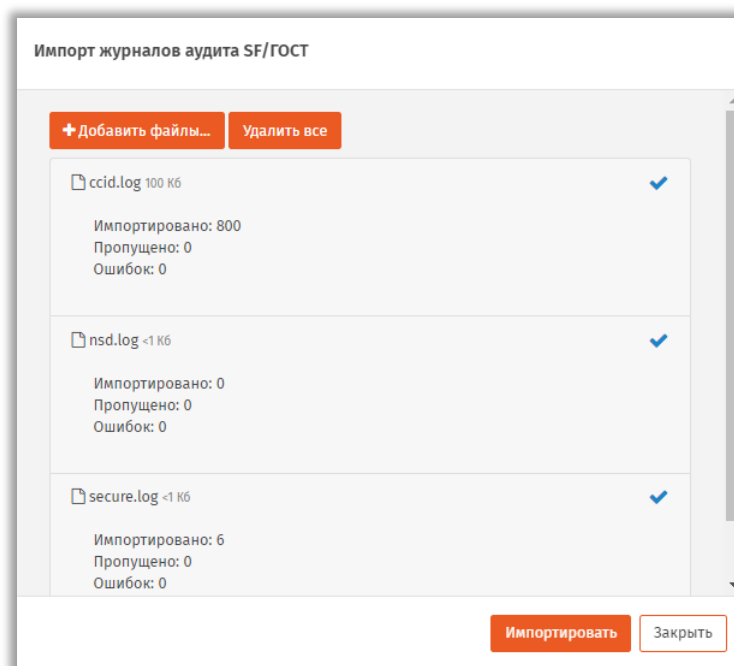 Импорт журналов аудита SF/ГОСТ
+Добавить файлы... Удалить все
ccid.log 100 Кб
Импортировано: 800
Пропущено: 0
Ошибок: 0
nsd.log <1 Кб
Импортировано: 0
Пропущено: 0
Ошибок: 0
secure.log <1 Кб
Импортировано: 6
Пропущено: 0
Ошибок: 0
Импортировать Закрыть